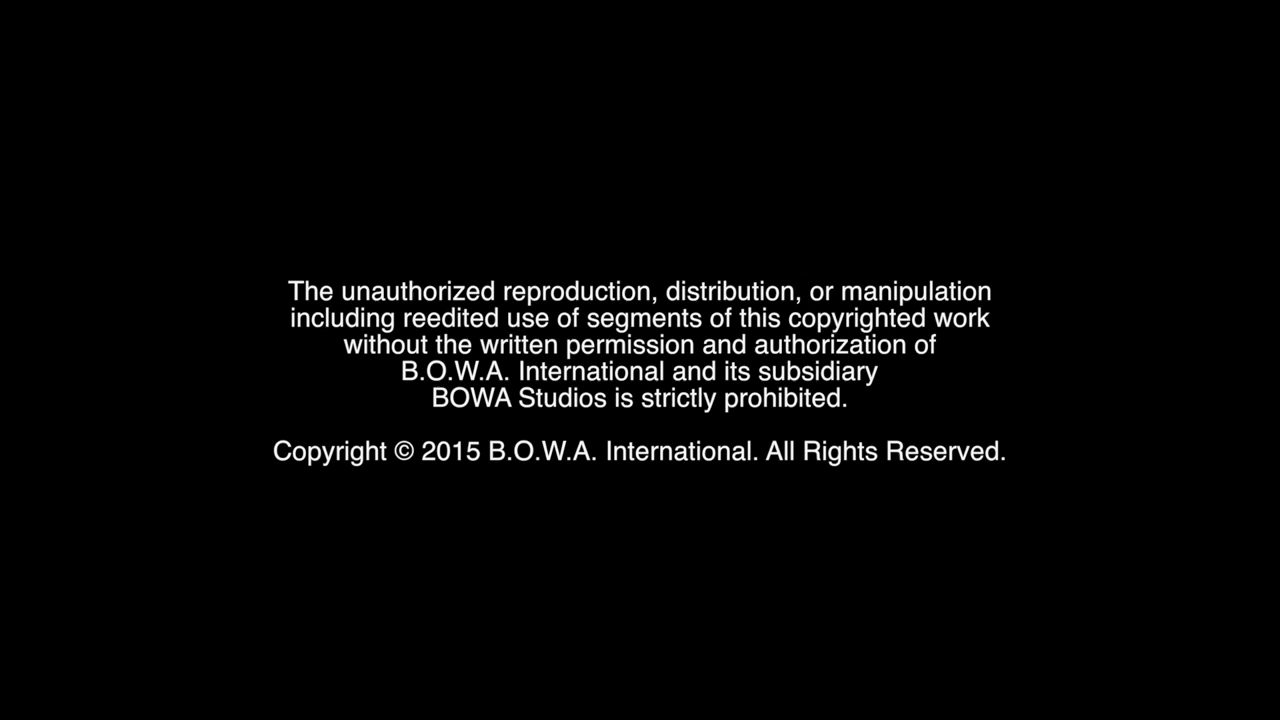 The unauthorized reproduction, distribution, or manipulation
including reedited use of segments of this copyrighted work
without the written permission and authorization of
B.O.W.A. International and its subsidiary
BOWA Studios is strictly prohibited.
Copyright © 2015 B.O.W.A. International. All Rights Reserved.